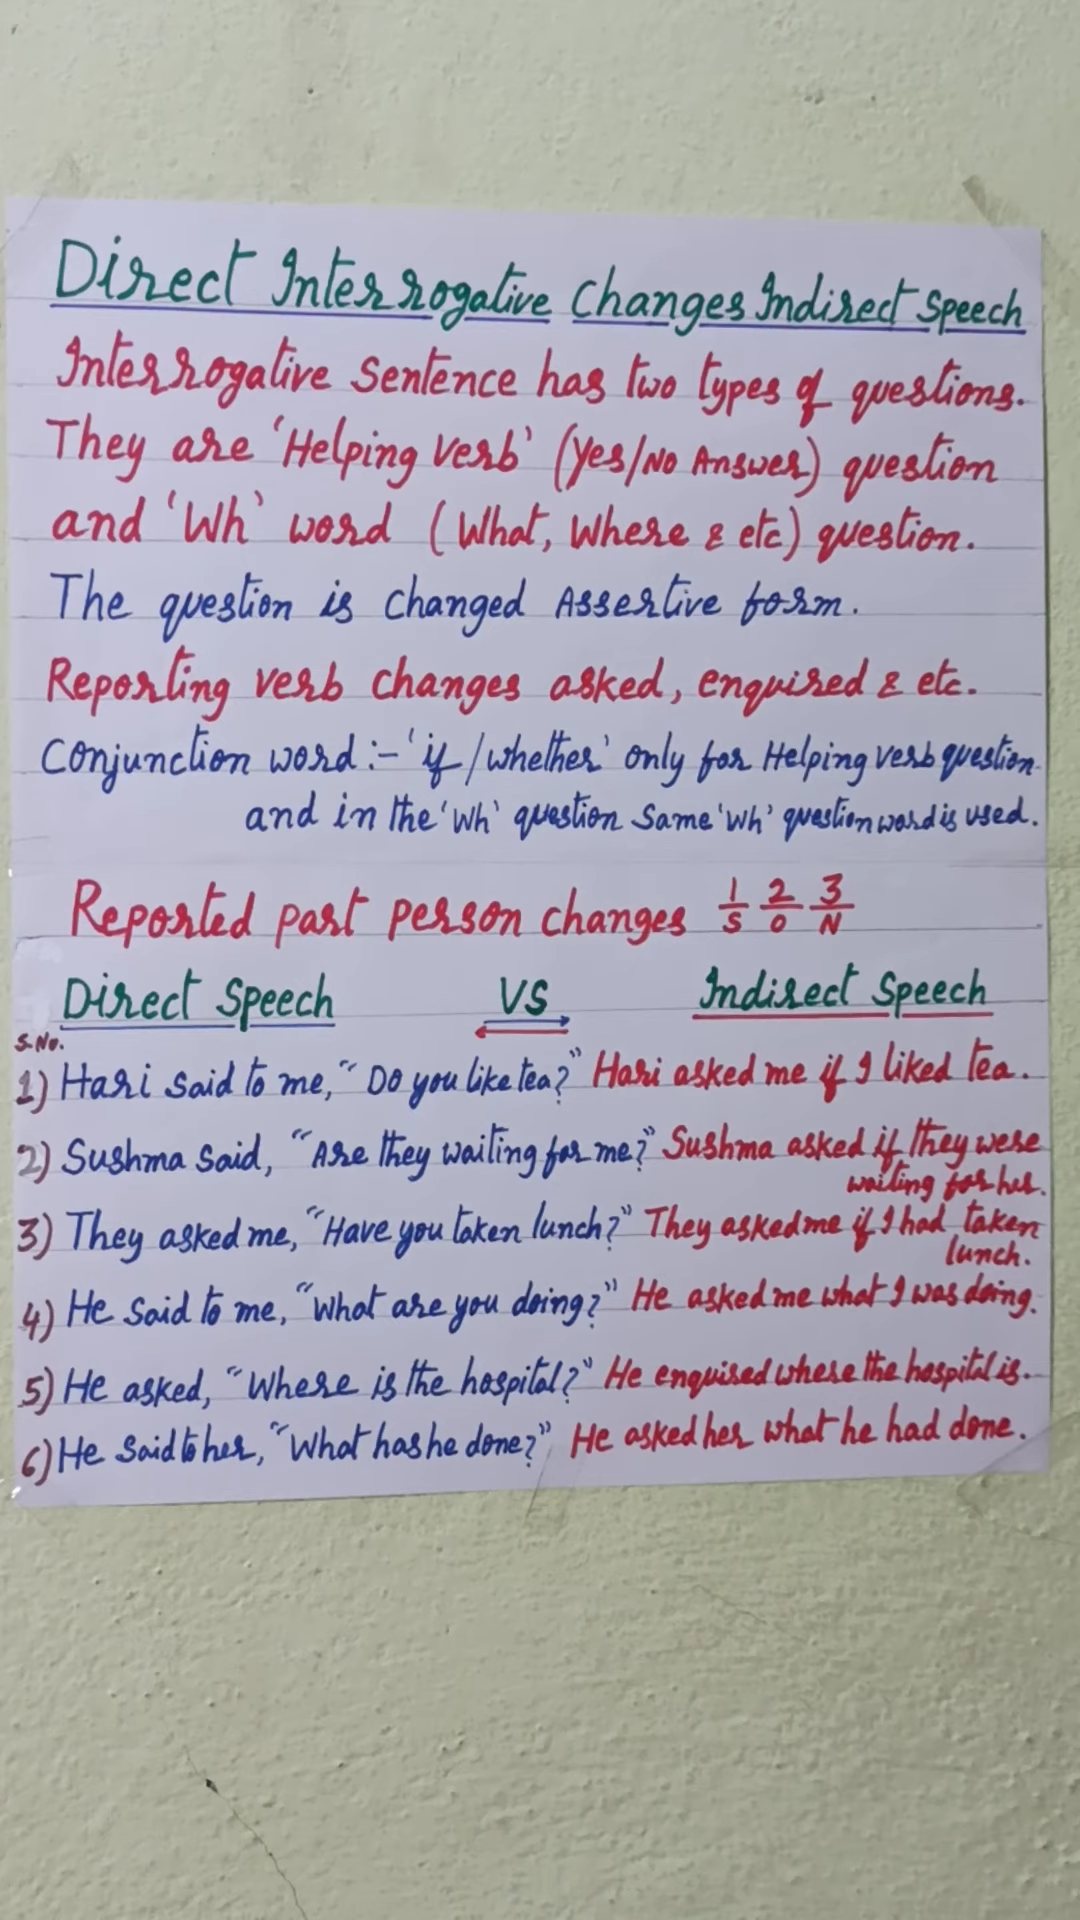 Direct Interrogative Changes Indirect Speech
Interrogative Sentence has two types of questions.
They are 'Helping Verb' (Yes/No Answer) question
and 'Wh' word (What, Where & etc) question.
The question is changed Assertive form.
Reporting verb changes asked, enquired & etc.
Conjunction word :- 'if/whether' only for Helping verb question
and in the 'Wh' question Same 'Wh' question word is used.
Reported part person changes 1/S 2/O 3/N
Direct Speech VS Indirect Speech
S.No.
1) Hari said to me, "Do you like tea?" Hari asked me if I liked tea.
2) Sushma said, "Are they waiting for me?" Sushma asked if they were
waiting for her.
3) They asked me, "Have you taken lunch?" They asked me if I had taken
lunch.
4) He said to me, "What are you doing?" He asked me what I was doing.
5) He asked, "Where is the hospital?" He enquired where the hospital is.
6) He said to her, "What has he done?" He asked her what he had done.